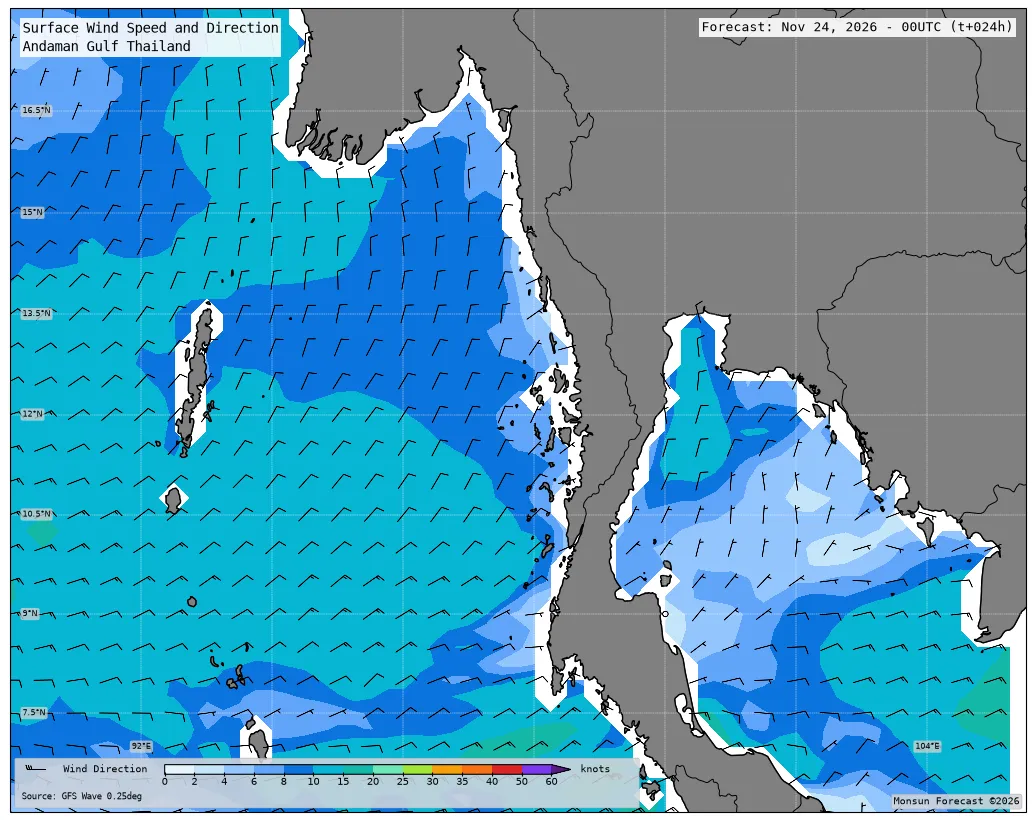 Surface Wind Speed and Direction
Andaman Gulf Thailand
Forecast: Nov 24, 2026 - 00UTC (t+024h)
16.5°N
15°N
13.5°N
12°N
10.5°N
9°N
7.5°N
92°E
104°E
Wind Direction
knots
0 2 4 6 8 10 15 20 25 30 35 40 50 60
Source: GFS Wave 0.25deg
Monsun Forecast ©2026